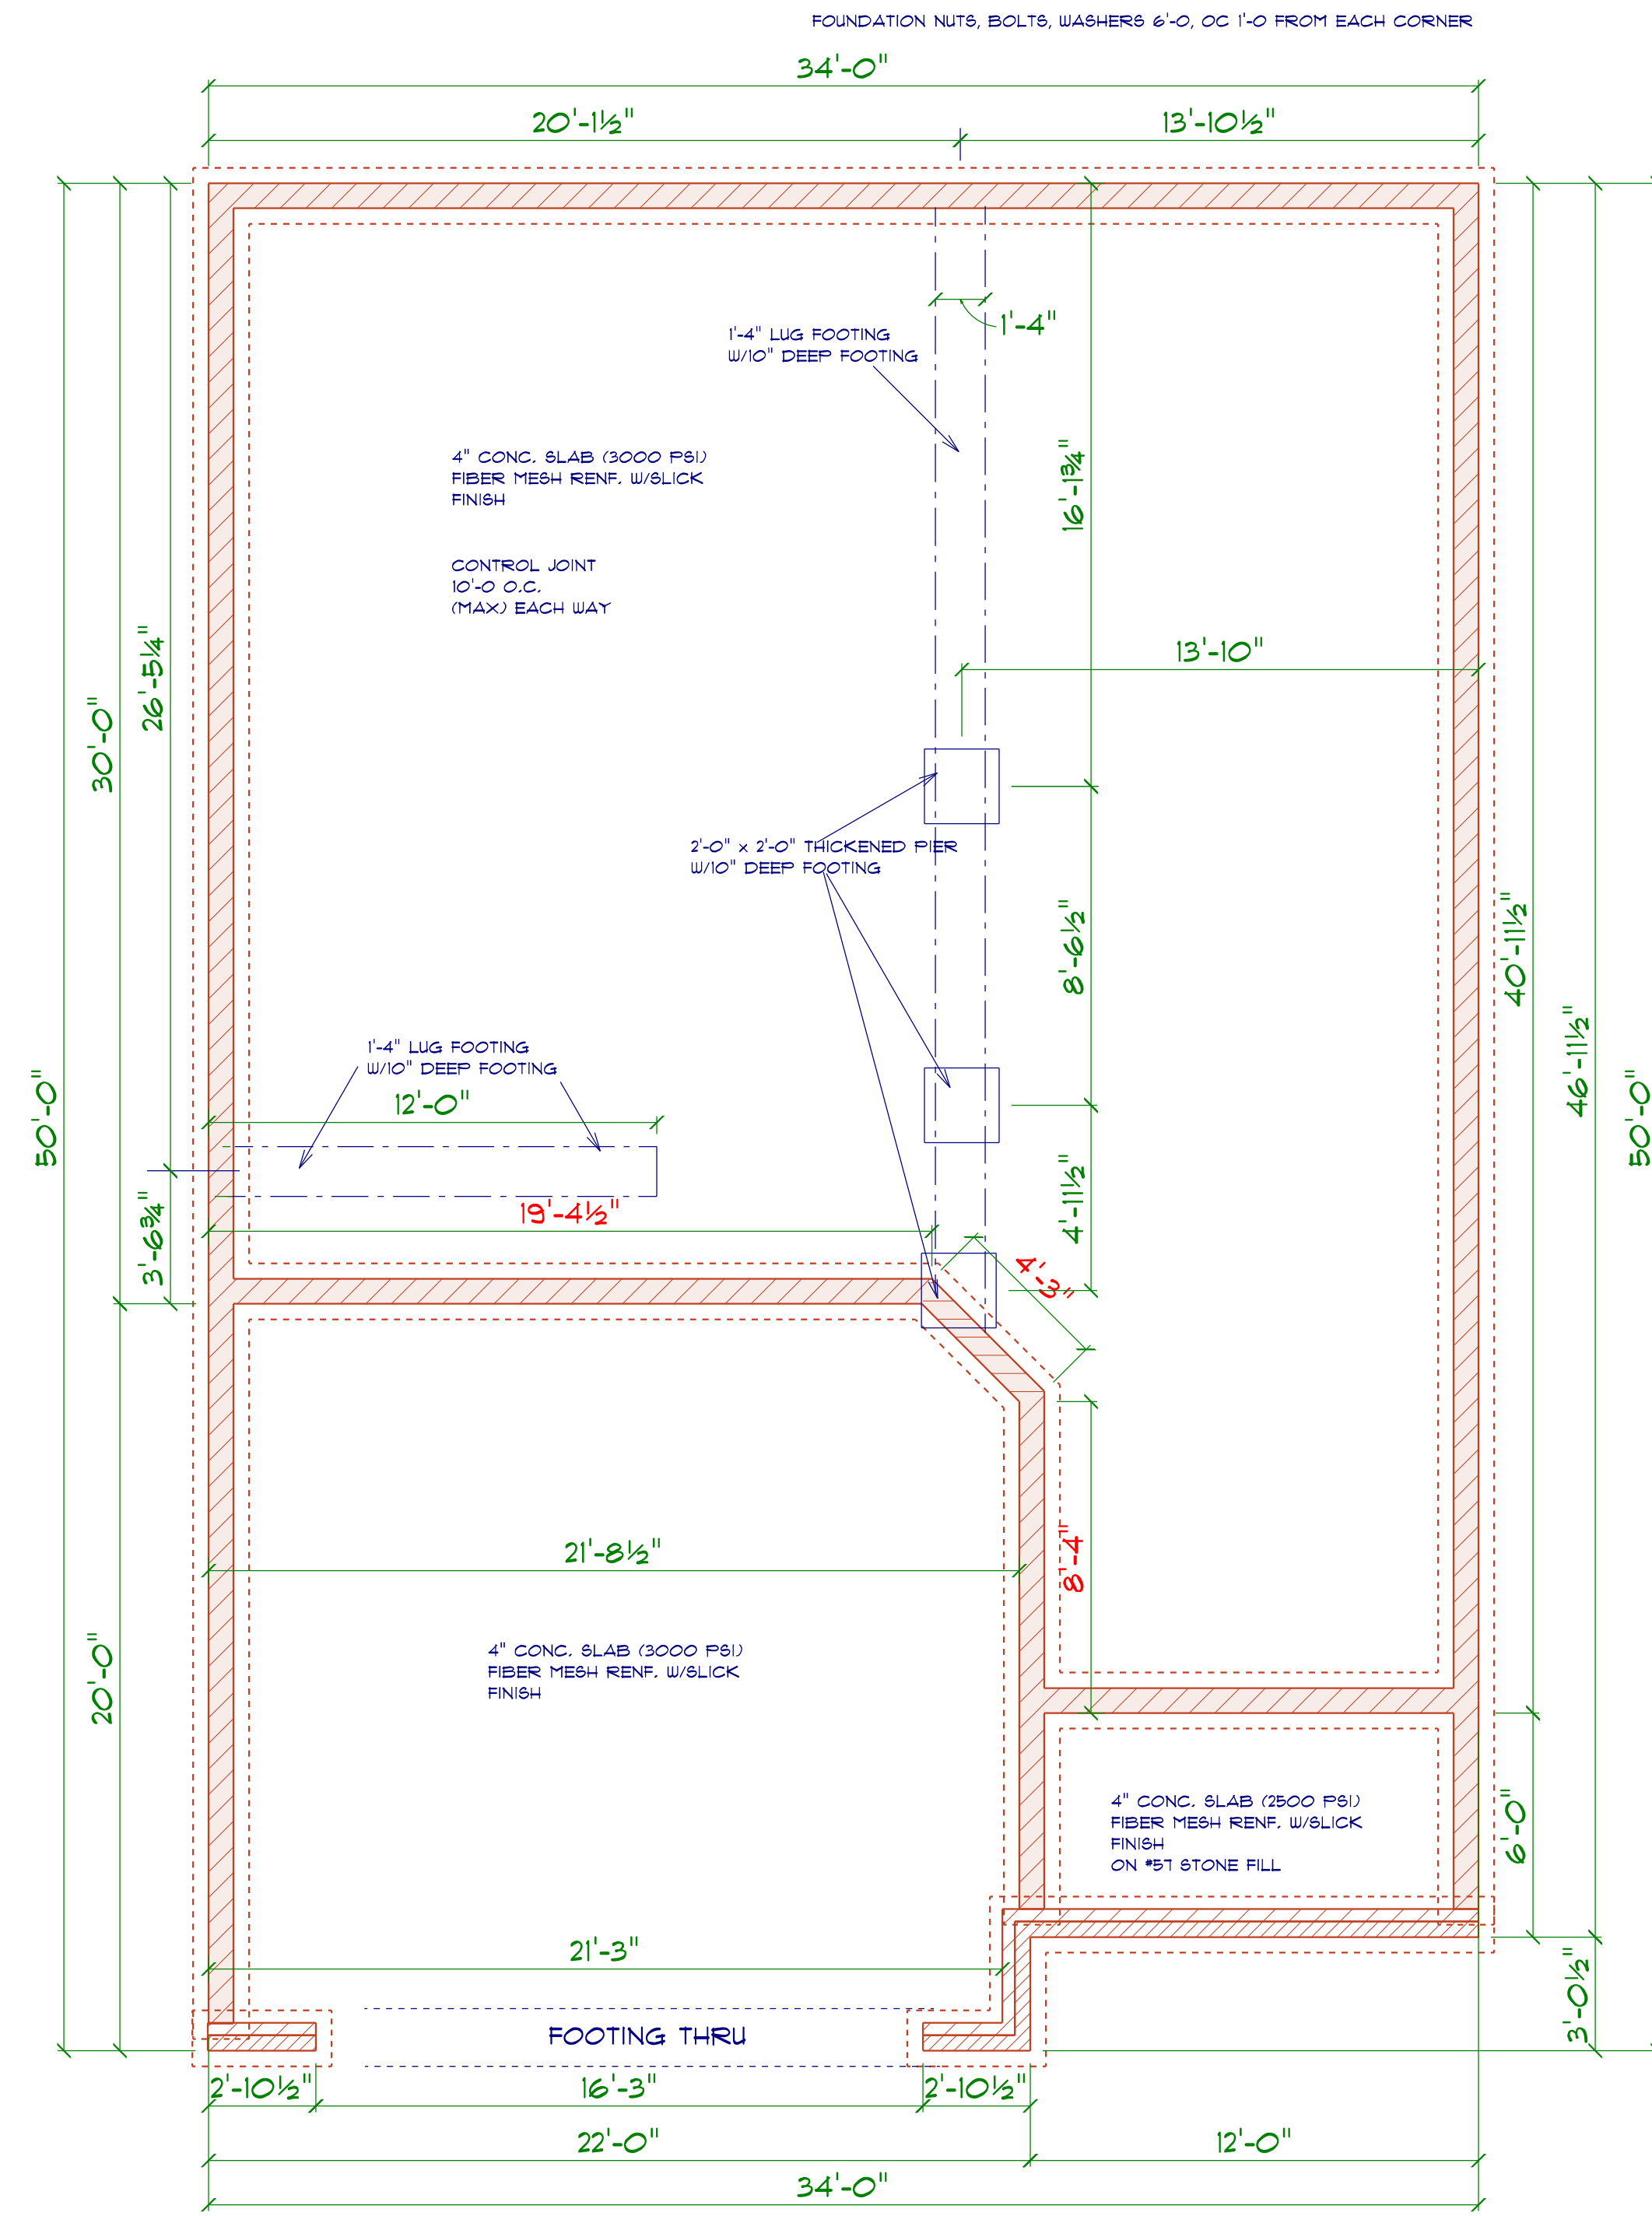 FOUNDATION NUTS, BOLTS, WASHERS 6'-0, OC 1'-0 FROM EACH CORNER
34'-0"
20'-1½"
13'-10½"
1'-4" LUG FOOTING
W/10" DEEP FOOTING
1'-4"
4" CONC. SLAB (3000 PSI)
FIBER MESH RENF. W/SLICK
FINISH
16'-1¾"
CONTROL JOINT
10'-0 O.C.
(MAX) EACH WAY
13'-10"
26'-5¼"
30'-0"
2'-0" x 2'-0" THICKENED PIER
W/10" DEEP FOOTING
8'-6½"
40'-11½"
46'-11½"
50'-0"
50'-0"
1'-4" LUG FOOTING
W/10" DEEP FOOTING
12'-0"
19'-4½"
3'-6¾"
4'-11½"
4'-3"
21'-8½"
8'-4"
20'-0"
4" CONC. SLAB (3000 PSI)
FIBER MESH RENF. W/SLICK
FINISH
4" CONC. SLAB (2500 PSI)
FIBER MESH RENF. W/SLICK
FINISH
ON #57 STONE FILL
6'-0"
21'-3"
3'-0½"
FOOTING THRU
2'-10½"
16'-3"
2'-10½"
22'-0"
12'-0"
34'-0"